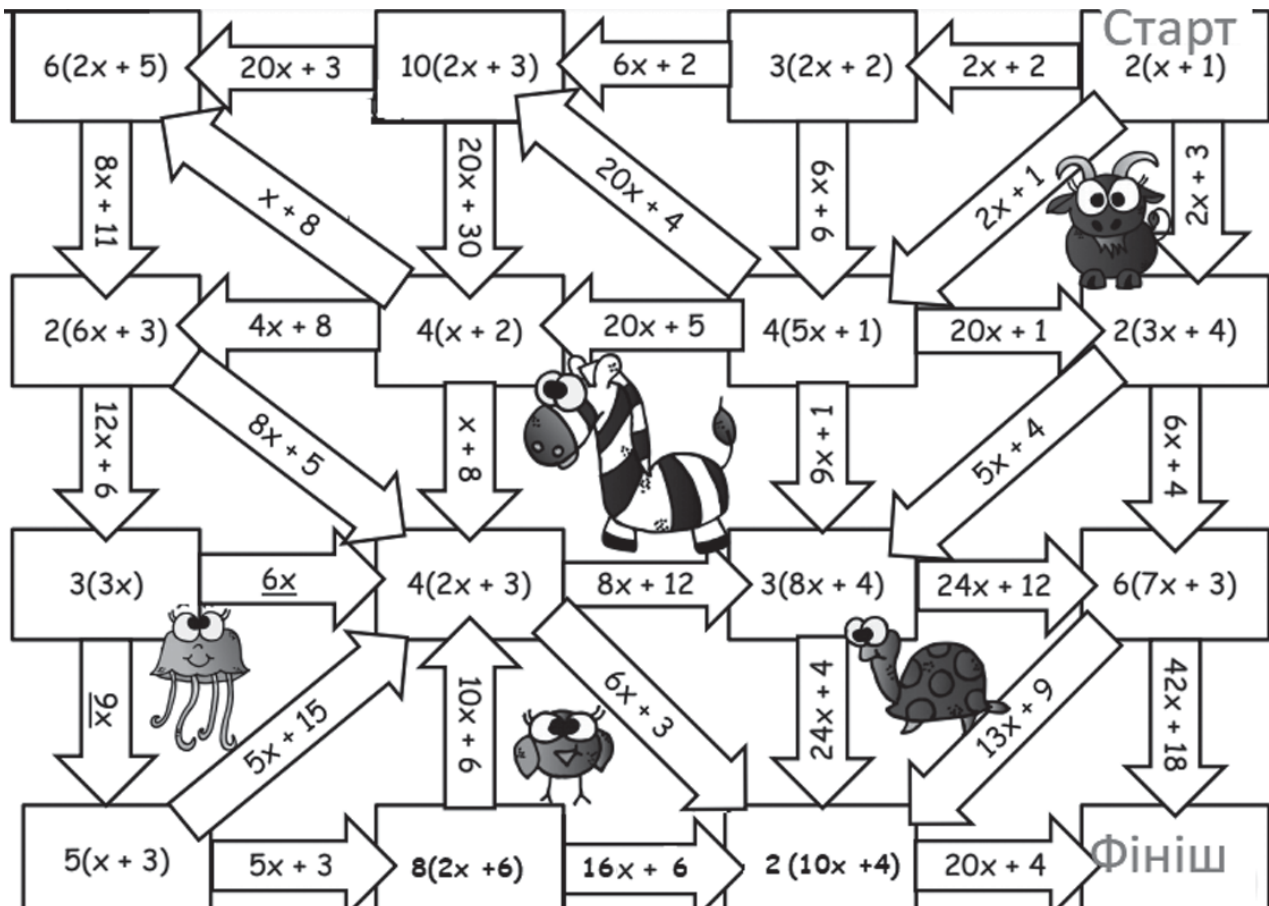 Старт
6(2x + 5) 20x + 3 10(2x + 3) 6x + 2 3(2x + 2) 2x + 2 2(x + 1)
8x + 11 x + 8 20x + 30 20x + 4 6x + 6 2x + 1 2x + 3
2(6x + 3) 4x + 8 4(x + 2) 20x + 5 4(5x + 1) 20x + 1 2(3x + 4)
12x + 6 8x + 5 x + 8 9x + 1 5x + 4 6x + 4
3(3x) 6x 4(2x + 3) 8x + 12 3(8x + 4) 24x + 12 6(7x + 3)
9x 5x + 15 10x + 6 6x + 3 24x + 4 13x + 9 42x + 18
5(x + 3) 5x + 3 8(2x +6) 16x + 6 2 (10x +4) 20x + 4 Фініш